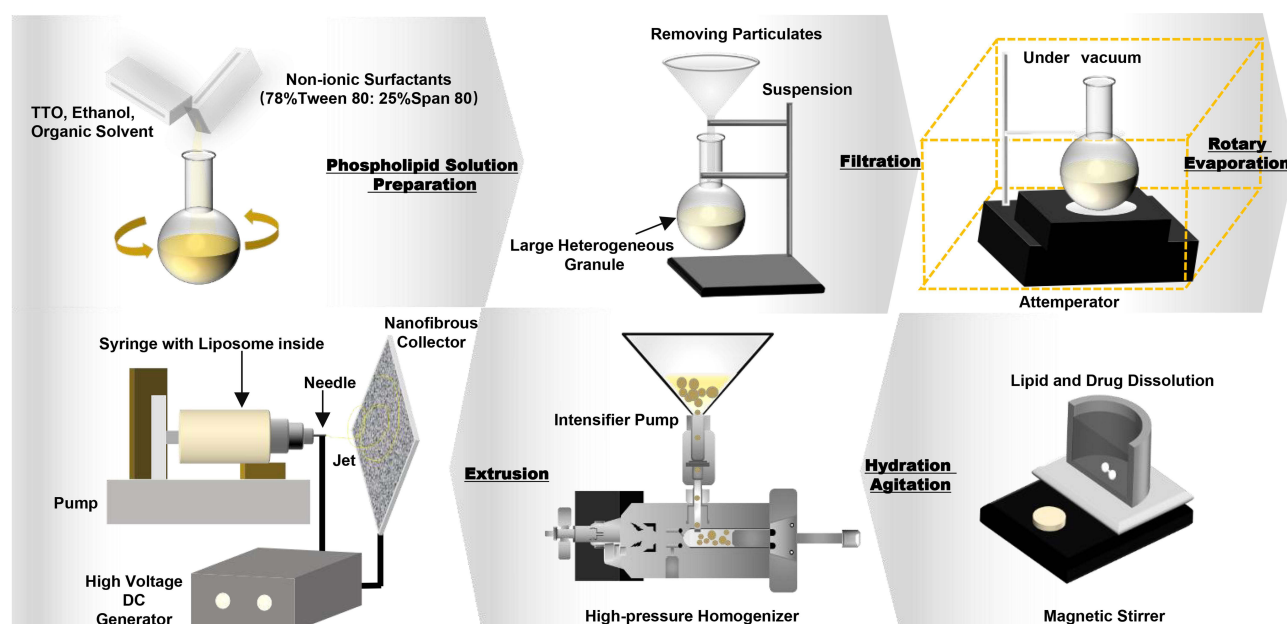 TTO, Ethanol,
Organic Solvent
Non-ionic Surfactants
(78%Tween 80: 25%Span 80)
Phospholipid Solution
Preparation
Removing Particulates
Suspension
Large Heterogeneous
Granule
Filtration
Under vacuum
Attemperator
Rotary
Evaporation
Lipid and Drug Dissolution
Magnetic Stirrer
Hydration
Agitation
Intensifier Pump
High-pressure Homogenizer
Extrusion
Nanofibrous
Collector
Syringe with Liposome inside
Needle
Jet
Pump
High Voltage
DC
Generator